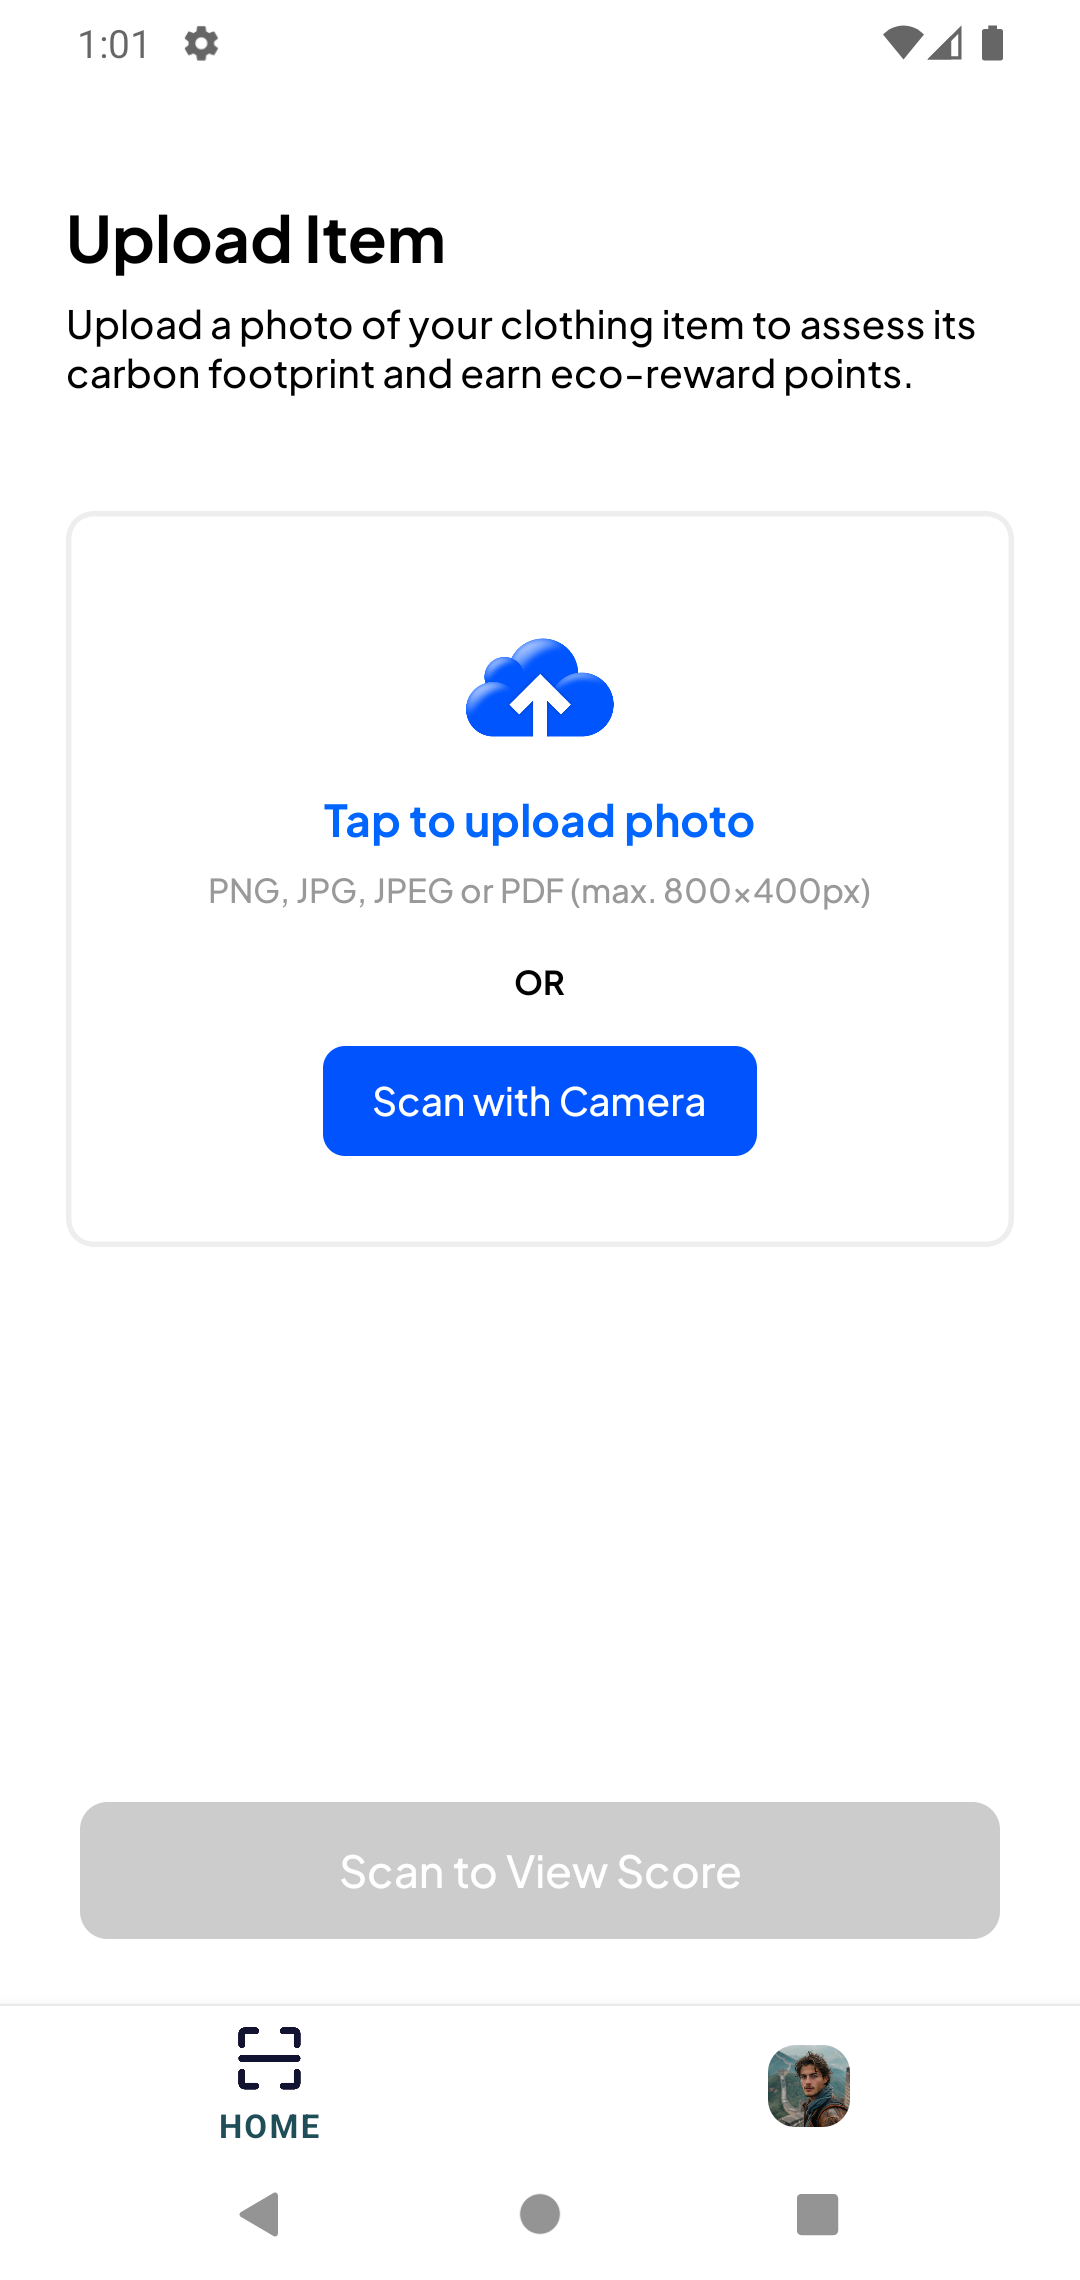 1:01
Upload Item
Upload a photo of your clothing item to assess its
carbon footprint and earn eco-reward points.
Tap to upload photo
PNG, JPG, JPEG or PDF (max. 800×400px)
OR
Scan with Camera
Scan to View Score
HOME